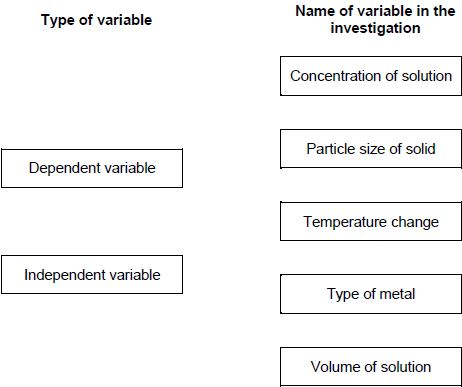 Type of variable
Name of variable in the
investigation
Concentration of solution
Particle size of solid
Dependent variable
Temperature change
Independent variable
Type of metal
Volume of solution